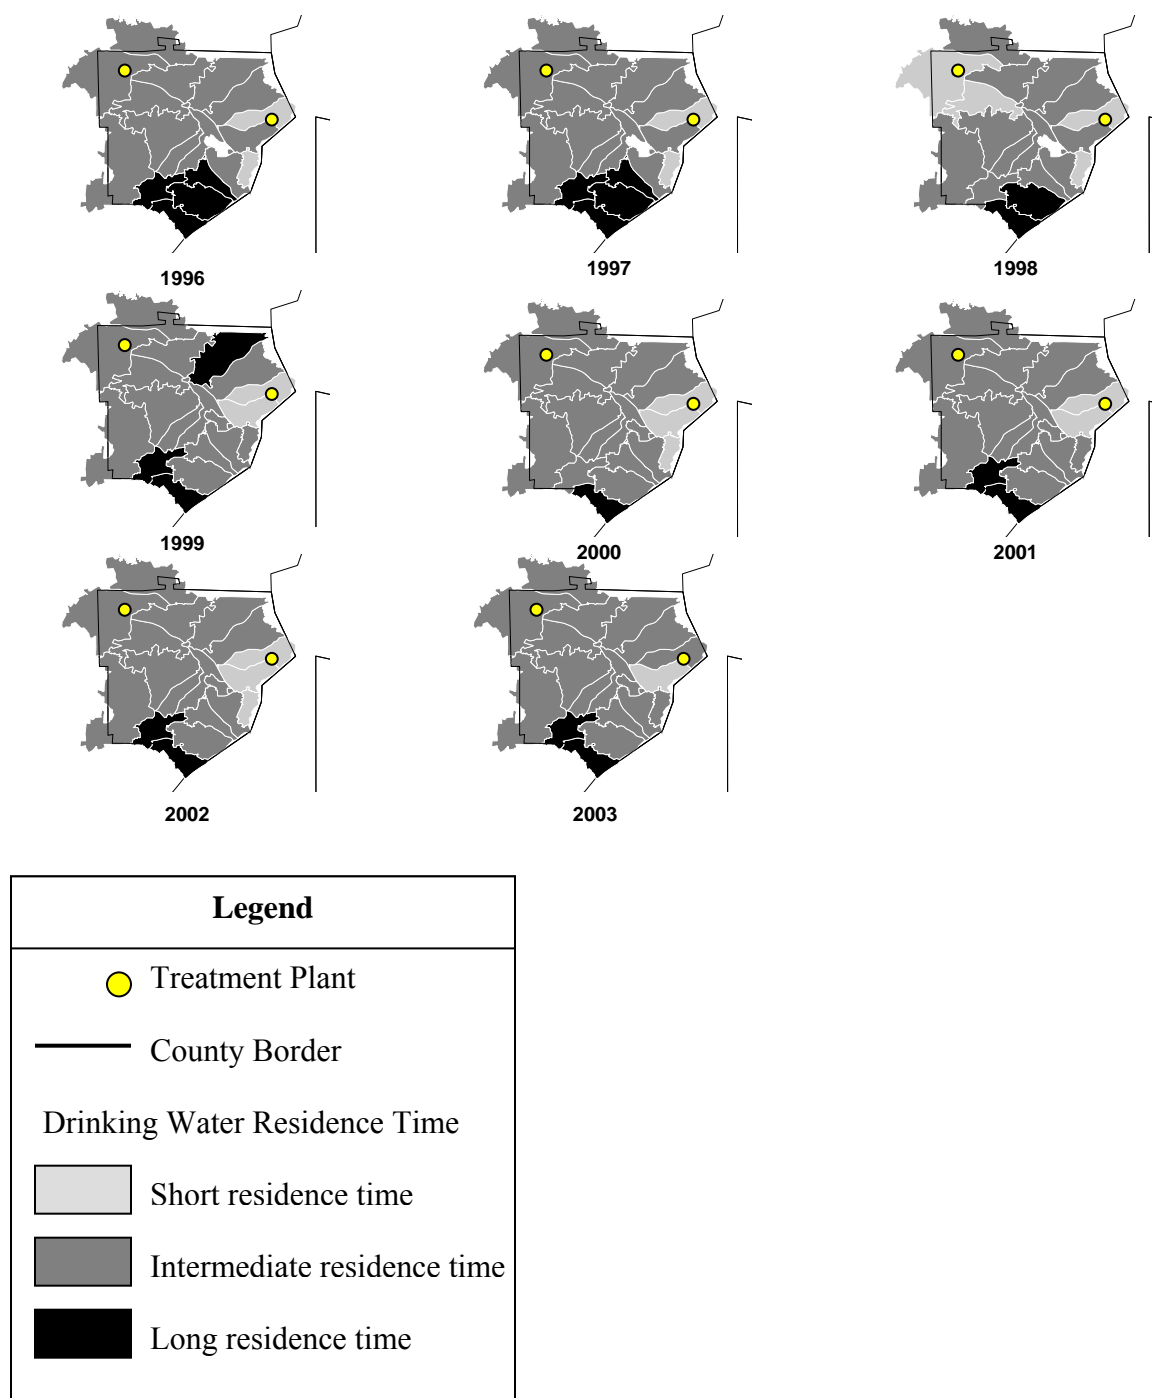 1996
1997
1998
1999
2000
2001
2002
2003
Legend
Treatment Plant
County Border
Drinking Water Residence Time
Short residence time
Intermediate residence time
Long residence time